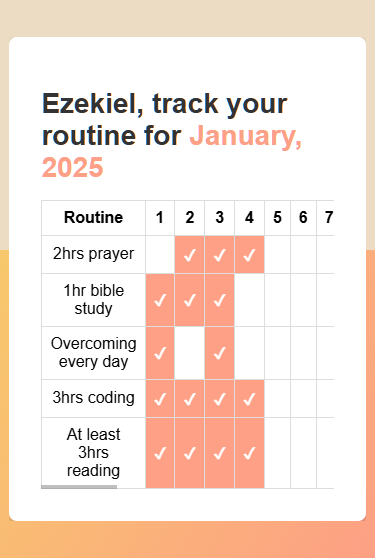 Ezekiel, track your
routine for January,
2025
Routine 1 2 3 4 5 6 7
2hrs prayer ✓ ✓ ✓
1hr bible
study ✓ ✓ ✓
Overcoming
every day ✓ ✓
3hrs coding ✓ ✓ ✓ ✓
At least
3hrs
reading ✓ ✓ ✓ ✓